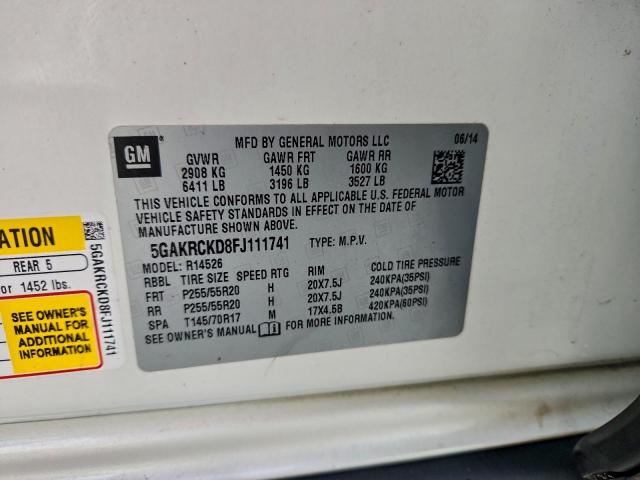 GM
MFD BY GENERAL MOTORS LLC 06/14
GVWR GAWR FRT GAWR RR
2908 KG 1450 KG 1600 KG
6411 LB 3196 LB 3527 LB
THIS VEHICLE CONFORMS TO ALL APPLICABLE U.S. FEDERAL MOTOR
VEHICLE SAFETY STANDARDS IN EFFECT ON THE DATE OF
MANUFACTURE SHOWN ABOVE.
5GAKRCKD8FJ111741 TYPE: M.P.V.
MODEL: R14526
RBBL TIRE SIZE SPEED RTG RIM COLD TIRE PRESSURE
FRT P255/55R20 H 20X7.5J 240KPA(35PSI)
RR P255/55R20 H 20X7.5J 240KPA(35PSI)
SPA T145/70R17 M 17X4.5B 420KPA(60PSI)
SEE OWNER'S MANUAL FOR MORE INFORMATION.
ATION
REAR 5
or 1452 lbs.
SEE OWNER'S
MANUAL FOR
ADDITIONAL
INFORMATION
5GAKRCKD8FJ111741